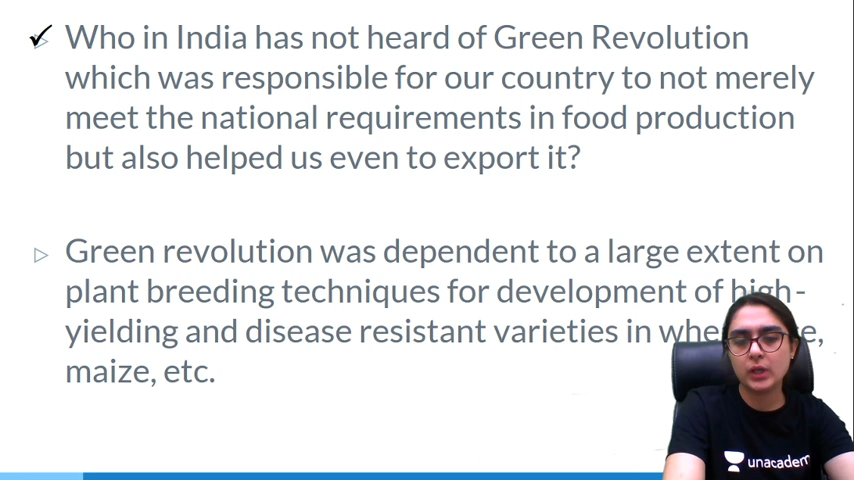 Who in India has not heard of Green Revolution
which was responsible for our country to not merely
meet the national requirements in food production
but also helped us even to export it?
Green revolution was dependent to a large extent on
plant breeding techniques for development of high-
yielding and disease resistant varieties in
maize, etc.
unacadem